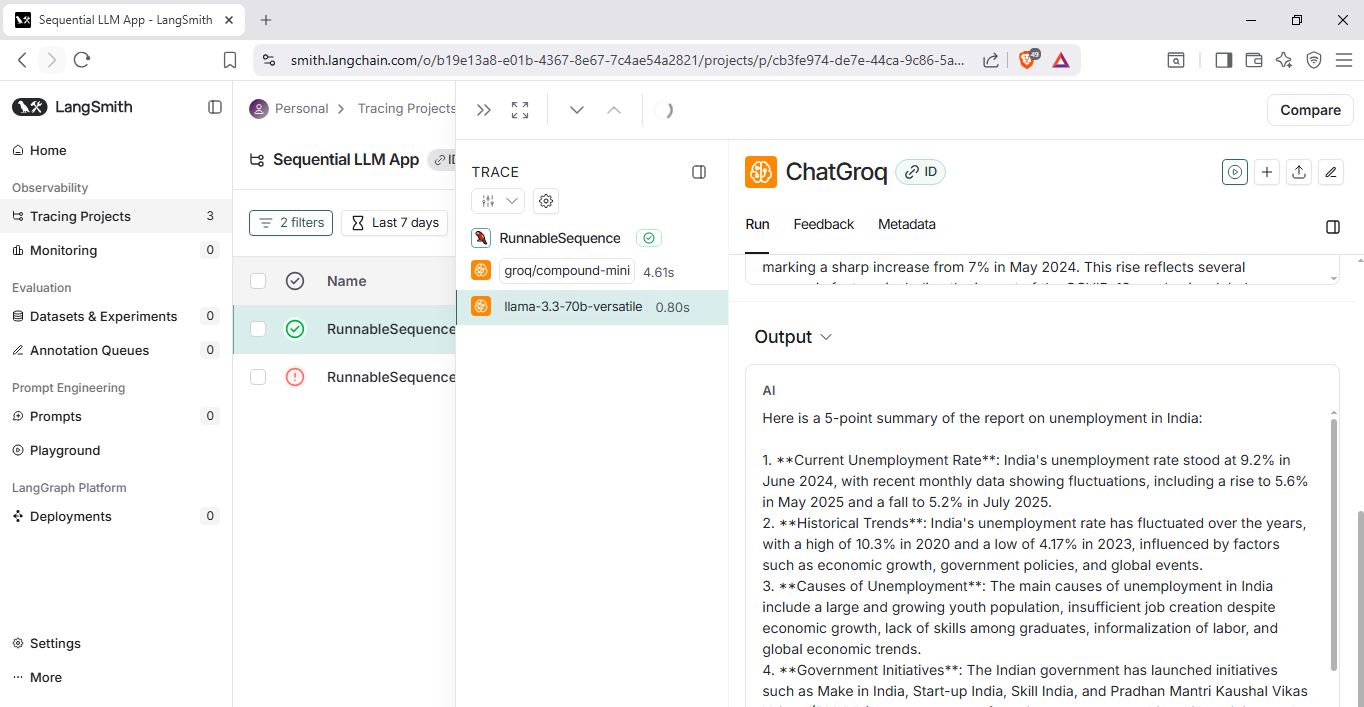 Sequential LLM App - LangSmith
smith.langchain.com/o/b19e13a8-e01b-4367-8e67-7c4ae54a2821/projects/p/cb3fe974-de7e-44ca-9c86-5a...
49
LangSmith
Home
Observability
Tracing Projects 3
Monitoring 0
Evaluation
Datasets & Experiments 0
Annotation Queues 0
Prompt Engineering
Prompts 0
Playground
LangGraph Platform
Deployments 0
Settings
More
Personal
Tracing Projects
Sequential LLM App
ID
2 filters
Last 7 days
Name
RunnableSequence
RunnableSequence
Compare
TRACE
RunnableSequence
groq/compound-mini 4.61s
llama-3.3-70b-versatile 0.80s
ChatGroq
ID
Run Feedback Metadata
marking a sharp increase from 7% in May 2024. This rise reflects several
Output
AI
Here is a 5-point summary of the report on unemployment in India:
1. **Current Unemployment Rate**: India's unemployment rate stood at 9.2% in
June 2024, with recent monthly data showing fluctuations, including a rise to 5.6%
in May 2025 and a fall to 5.2% in July 2025.
2. **Historical Trends**: India's unemployment rate has fluctuated over the years,
with a high of 10.3% in 2020 and a low of 4.17% in 2023, influenced by factors
such as economic growth, government policies, and global events.
3. **Causes of Unemployment**: The main causes of unemployment in India
include a large and growing youth population, insufficient job creation despite
economic growth, lack of skills among graduates, informalization of labor, and
global economic trends.
4. **Government Initiatives**: The Indian government has launched initiatives
such as Make in India, Start-up India, Skill India, and Pradhan Mantri Kaushal Vikas